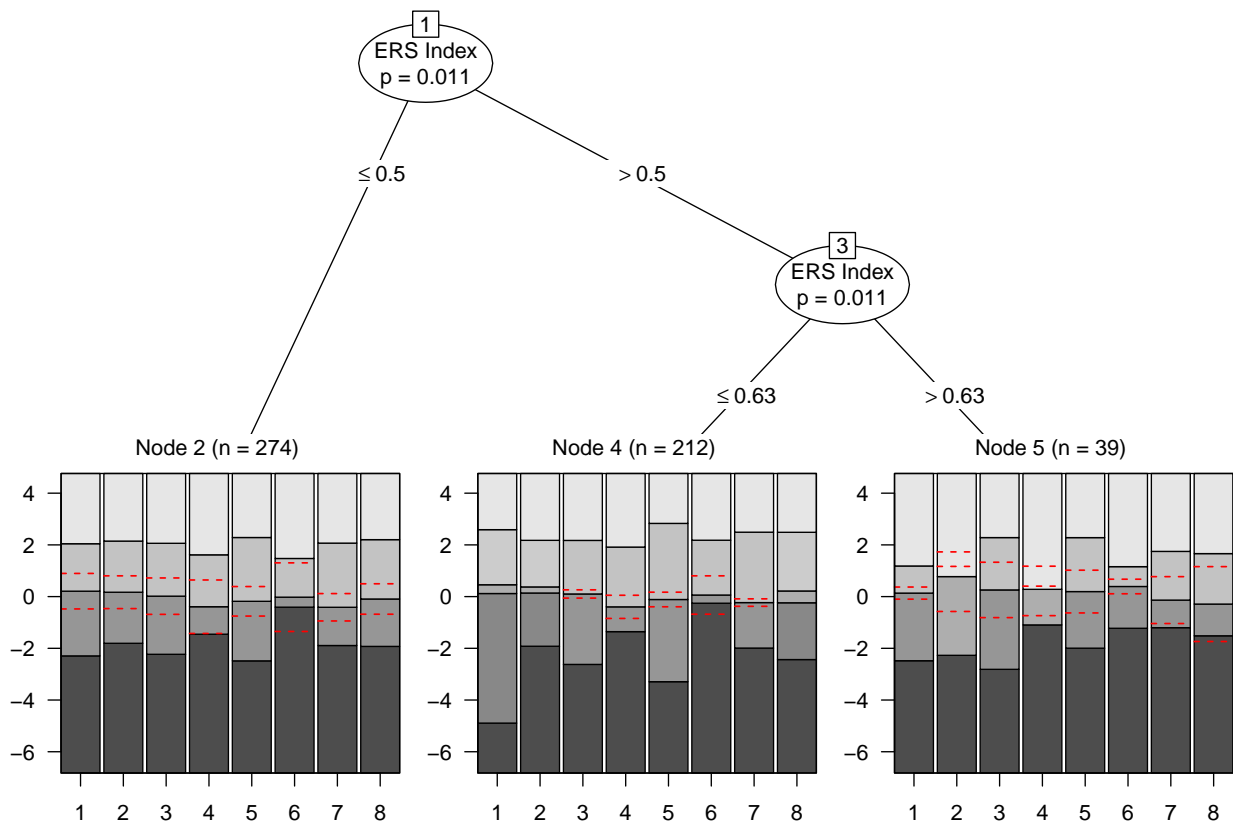 1
ERS Index
p = 0.011
≤ 0.5
> 0.5
3
ERS Index
p = 0.011
≤ 0.63
> 0.63
Node 2 (n = 274)
4
2
0
−2
−4
−6
1 2 3 4 5 6 7 8
Node 4 (n = 212)
4
2
0
−2
−4
−6
1 2 3 4 5 6 7 8
Node 5 (n = 39)
4
2
0
−2
−4
−6
1 2 3 4 5 6 7 8